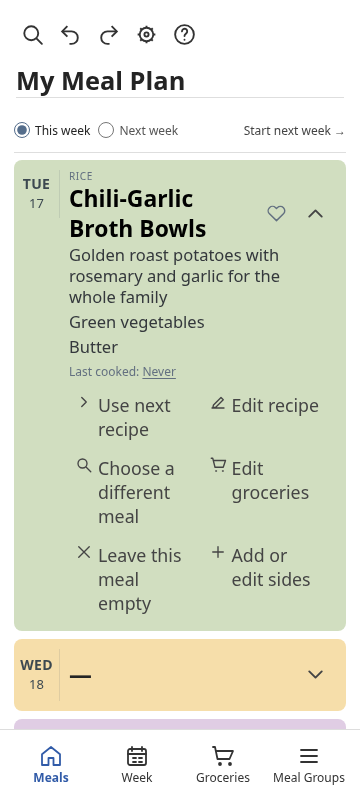 My Meal Plan
This week
Next week
Start next week →
TUE
17
RICE
Chili-Garlic
Broth Bowls
Golden roast potatoes with
rosemary and garlic for the
whole family
Green vegetables
Butter
Last cooked: Never
Use next
recipe
Edit recipe
Choose a
different
meal
Edit
groceries
Leave this
meal
empty
Add or
edit sides
WED
18
—
Meals
Week
Groceries
Meal Groups